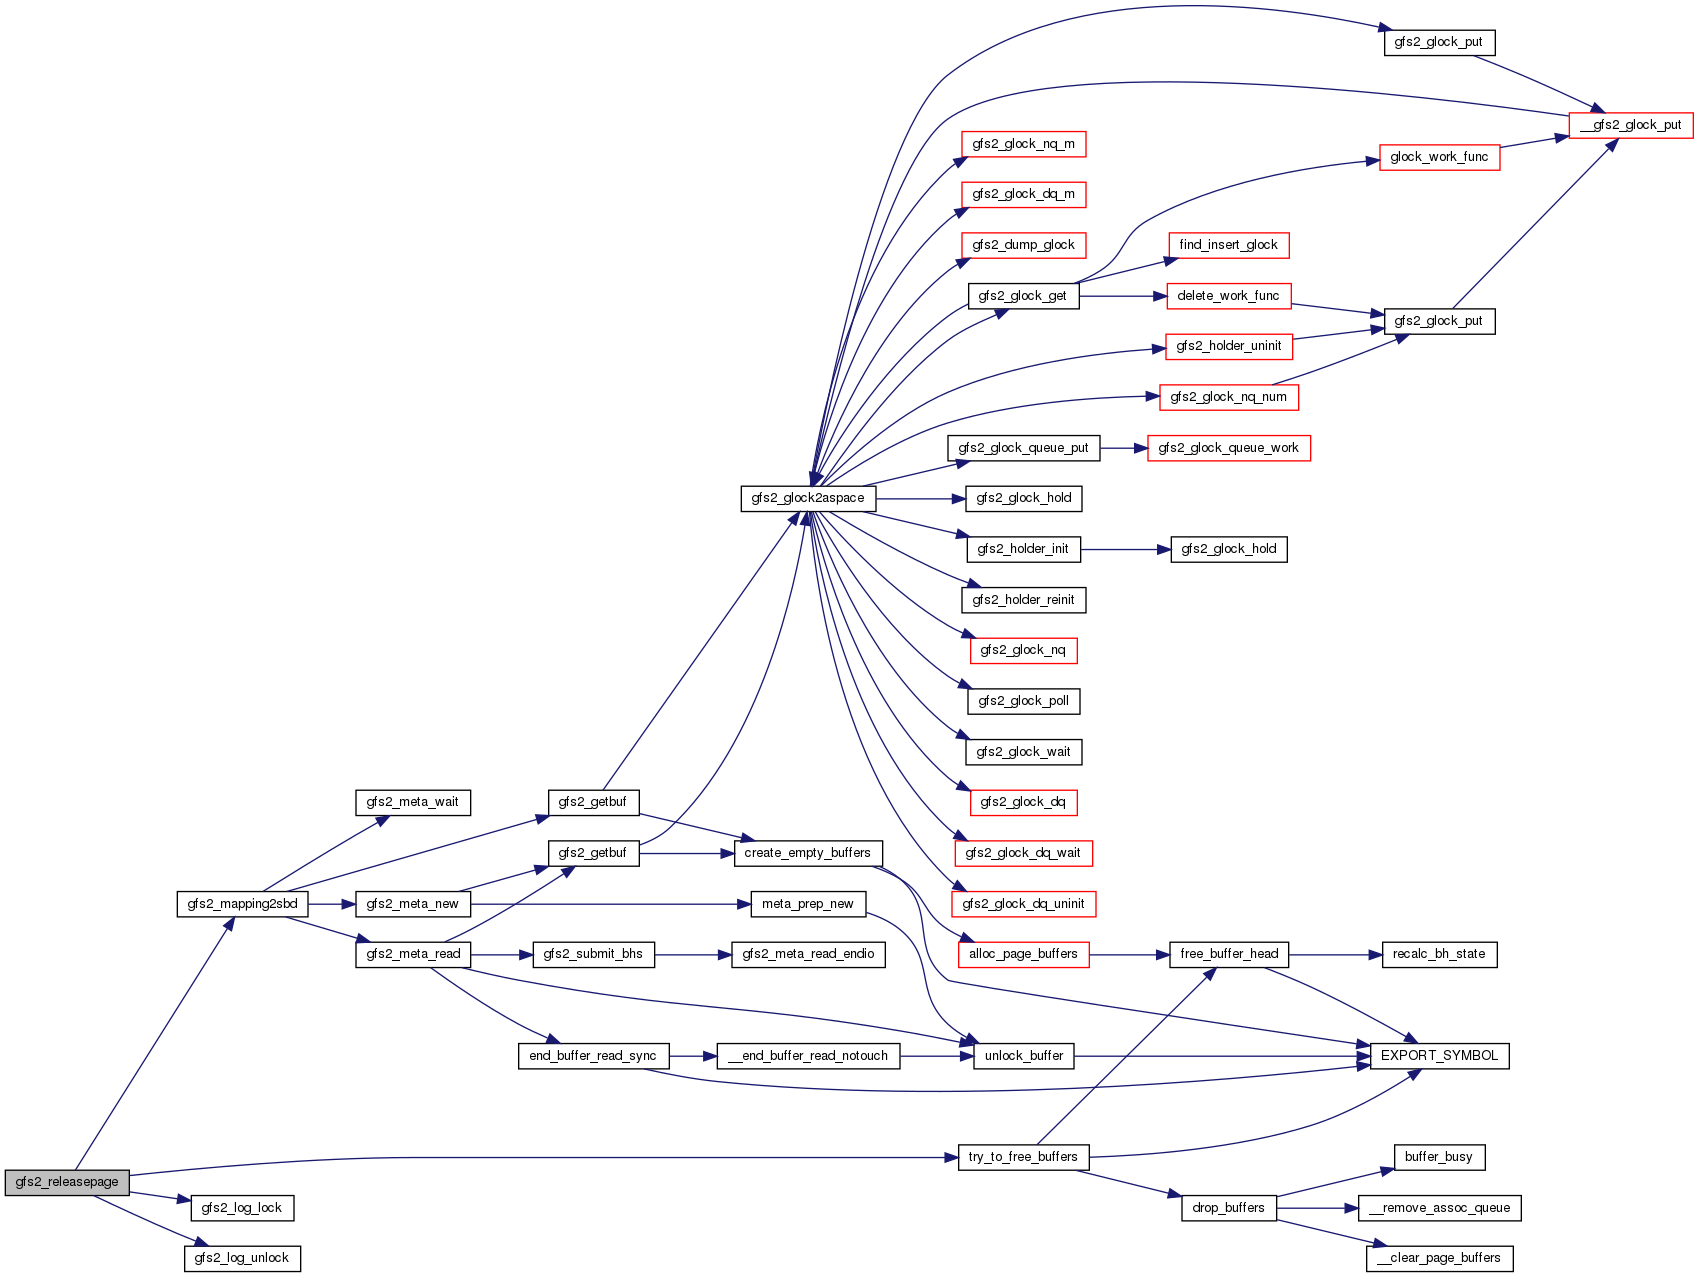 gfs2_glock_put
__gfs2_glock_put
gfs2_glock_nq_m
glock_work_func
gfs2_glock_dq_m
gfs2_dump_glock
find_insert_glock
gfs2_glock_get
delete_work_func
gfs2_glock_put
gfs2_holder_uninit
gfs2_glock_nq_num
gfs2_glock_queue_put
gfs2_glock_queue_work
gfs2_glock2aspace
gfs2_glock_hold
gfs2_holder_init
gfs2_glock_hold
gfs2_holder_reinit
gfs2_glock_nq
gfs2_glock_poll
gfs2_glock_wait
gfs2_meta_wait
gfs2_getbuf
gfs2_glock_dq
gfs2_getbuf
create_empty_buffers
gfs2_glock_dq_wait
gfs2_mapping2sbd
gfs2_meta_new
meta_prep_new
gfs2_glock_dq_uninit
gfs2_meta_read
gfs2_submit_bhs
gfs2_meta_read_endio
alloc_page_buffers
free_buffer_head
recalc_bh_state
end_buffer_read_sync
__end_buffer_read_notouch
unlock_buffer
EXPORT_SYMBOL
try_to_free_buffers
buffer_busy
gfs2_releasepage
gfs2_log_lock
drop_buffers
__remove_assoc_queue
gfs2_log_unlock
__clear_page_buffers